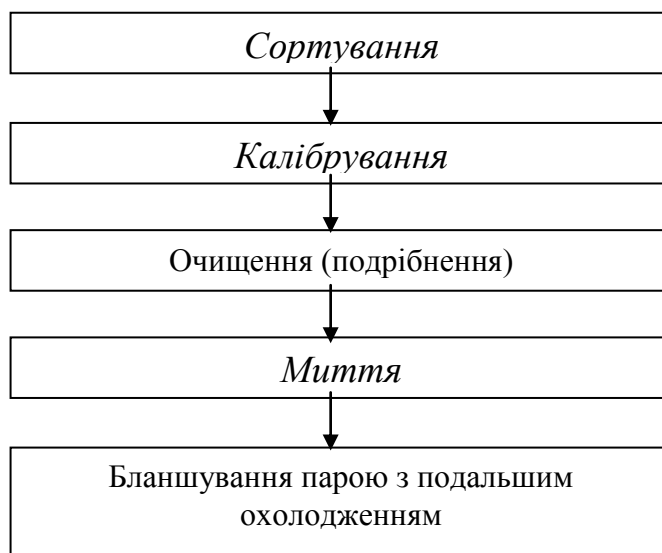 Сортування
Калібрування
Очищення (подрібнення)
Миття
Бланшування парою з подальшим
охолодженням